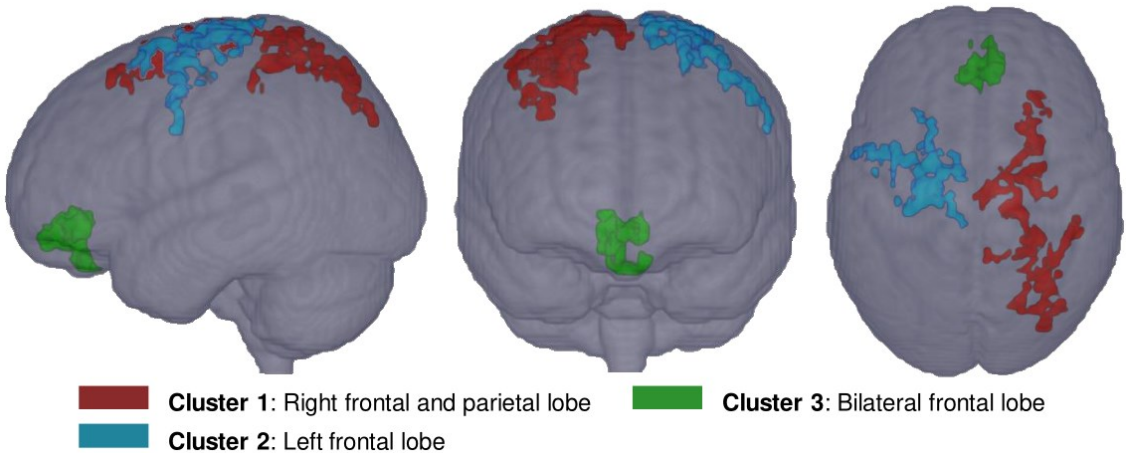 Cluster 1: Right frontal and parietal lobe
Cluster 3: Bilateral frontal lobe
Cluster 2: Left frontal lobe